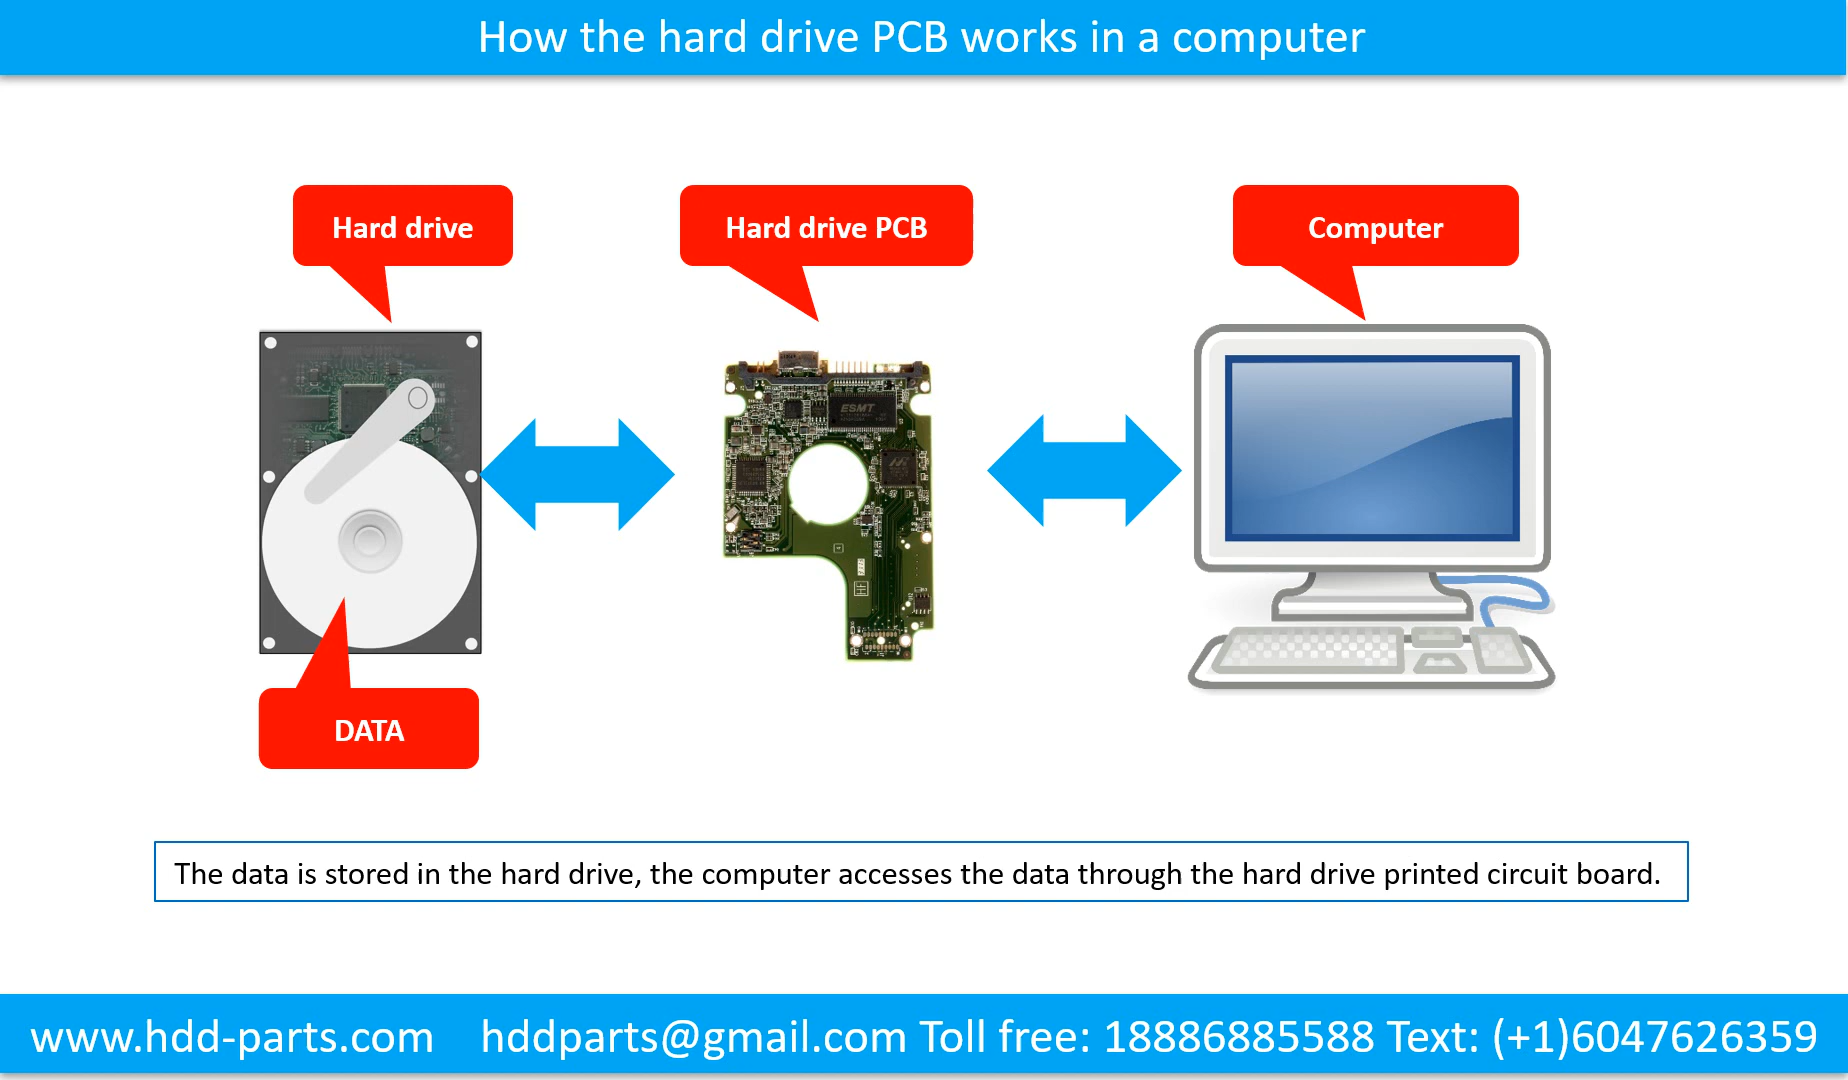 How the hard drive PCB works in a computer
Hard drive
Hard drive PCB
Computer
ESMT
DATA
The data is stored in the hard drive, the computer accesses the data through the hard drive printed circuit board.
www.hdd-parts.com hddparts@gmail.com Toll free: 18886885588 Text: (+1)6047626359